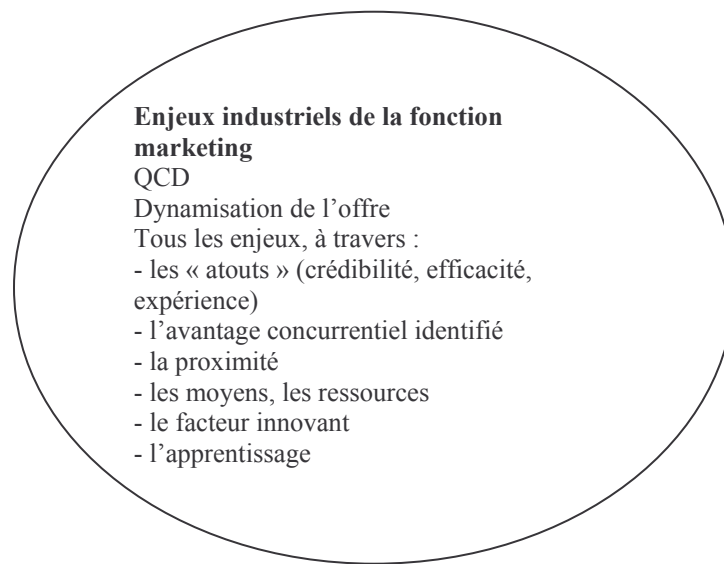 Enjeux industriels de la fonction
marketing
QCD
Dynamisation de l’offre
Tous les enjeux, à travers :
- les « atouts » (crédibilité, efficacité,
expérience)
- l’avantage concurrentiel identifié
- la proximité
- les moyens, les ressources
- le facteur innovant
- l’apprentissage